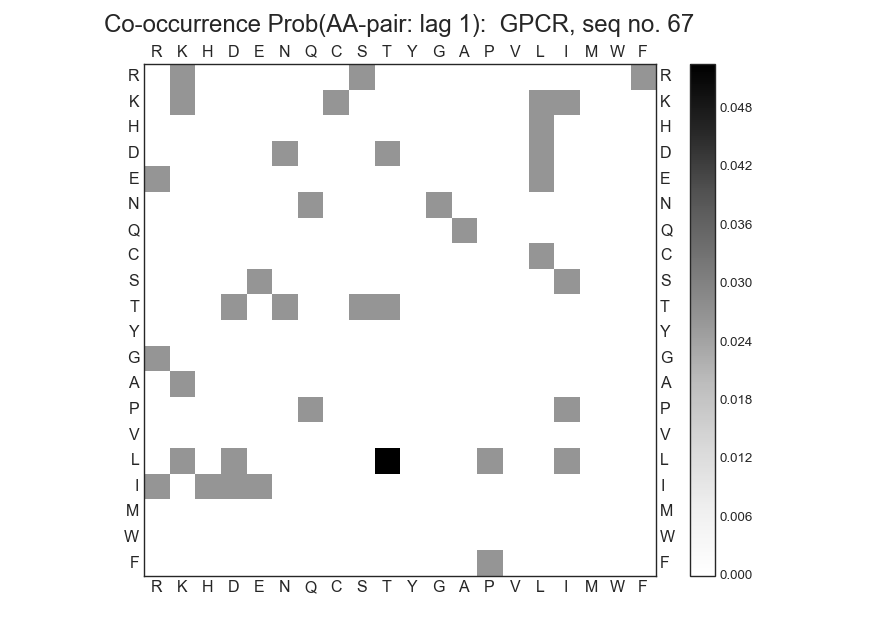 Co-occurrence Prob(AA-pair: lag 1):  GPCR, seq no. 67
R K H D E N Q C S T Y G A P V L I M W F
R R
K K
H H
D D
E E
N N
Q Q
C C
S S
T T
Y Y
G G
A A
P P
V V
L L
I I
M M
W W
F F
R K H D E N Q C S T Y G A P V L I M W F
0.048
0.042
0.036
0.030
0.024
0.018
0.012
0.006
0.000